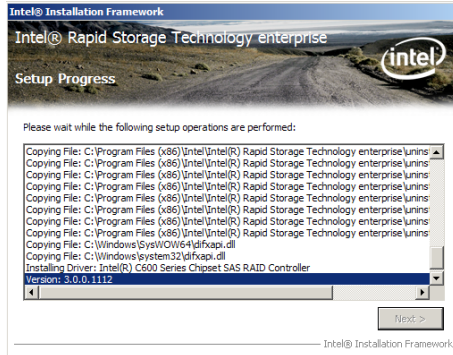 Intel® Installation Framework
Intel® Rapid Storage Technology enterprise
intel
Setup Progress
Please wait while the following setup operations are performed:
Copying File: C:\Program Files (x86)\Intel\Intel(R) Rapid Storage Technology enterprise\unins
Copying File: C:\Program Files (x86)\Intel\Intel(R) Rapid Storage Technology enterprise\unins
Copying File: C:\Program Files (x86)\Intel\Intel(R) Rapid Storage Technology enterprise\unins
Copying File: C:\Program Files (x86)\Intel\Intel(R) Rapid Storage Technology enterprise\unins
Copying File: C:\Program Files (x86)\Intel\Intel(R) Rapid Storage Technology enterprise\unins
Copying File: C:\Program Files (x86)\Intel\Intel(R) Rapid Storage Technology enterprise\unins
Copying File: C:\Program Files (x86)\Intel\Intel(R) Rapid Storage Technology enterprise\unins
Copying File: C:\Program Files (x86)\Intel\Intel(R) Rapid Storage Technology enterprise\unins
Copying File: C:\Windows\SysWOW64\difxapi.dll
Copying File: C:\Windows\system32\difxapi.dll
Installing Driver: Intel(R) C600 Series Chipset SAS RAID Controller
Version: 3.0.0.1112
Next >
Intel® Installation Framework